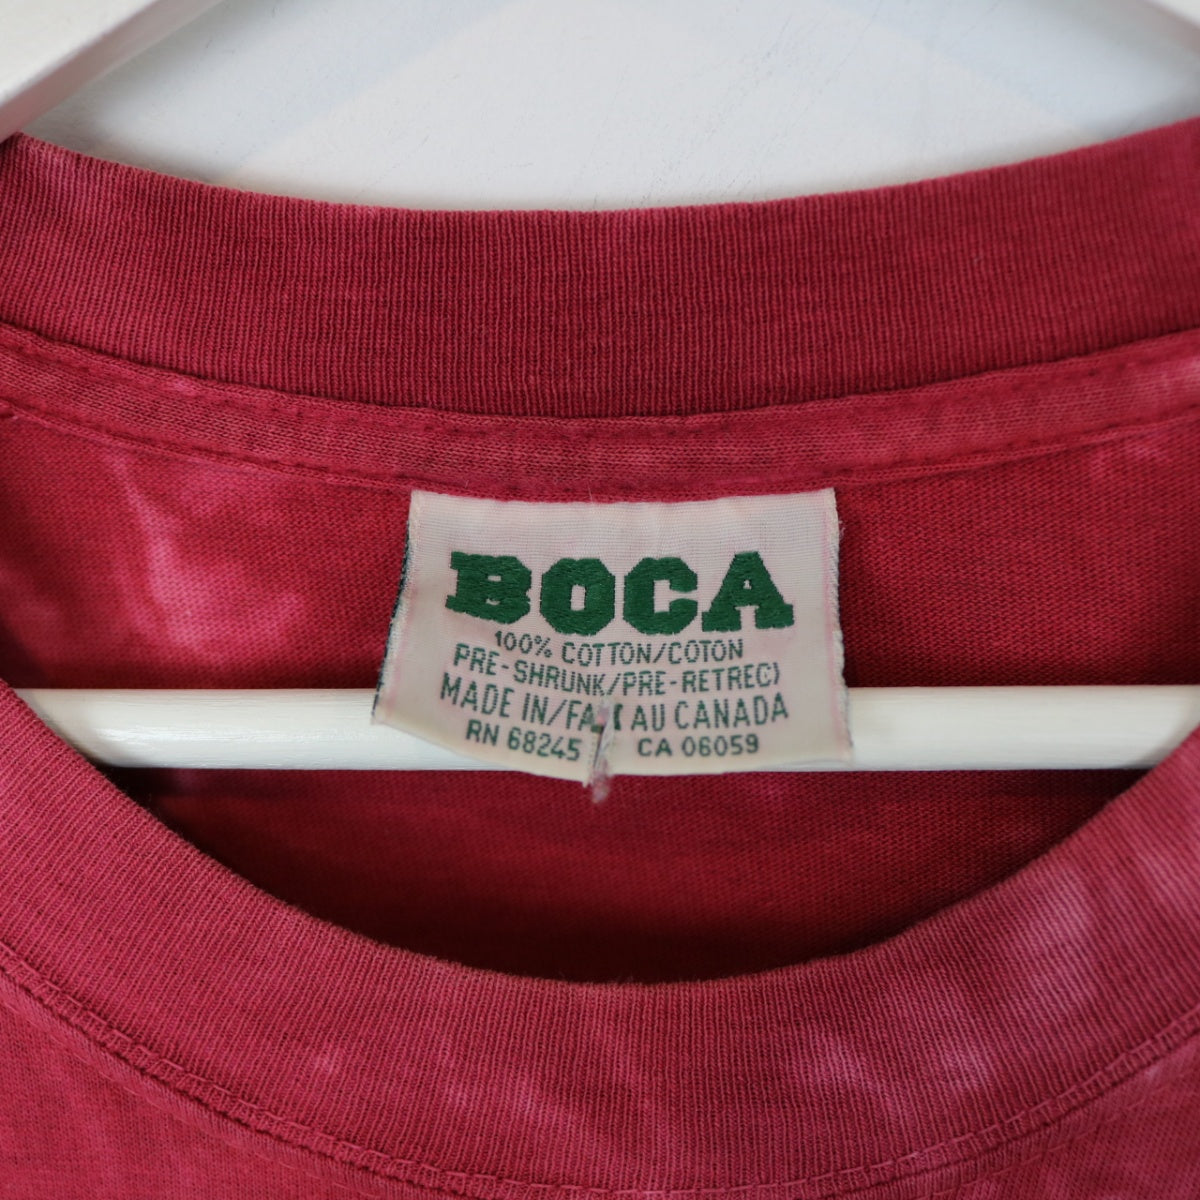 BOCA
100% COTTON/COTON
PRE-SHRUNK/PRE-RETREC)
MADE IN/ AU CANADA
RN 68245 CA 06059